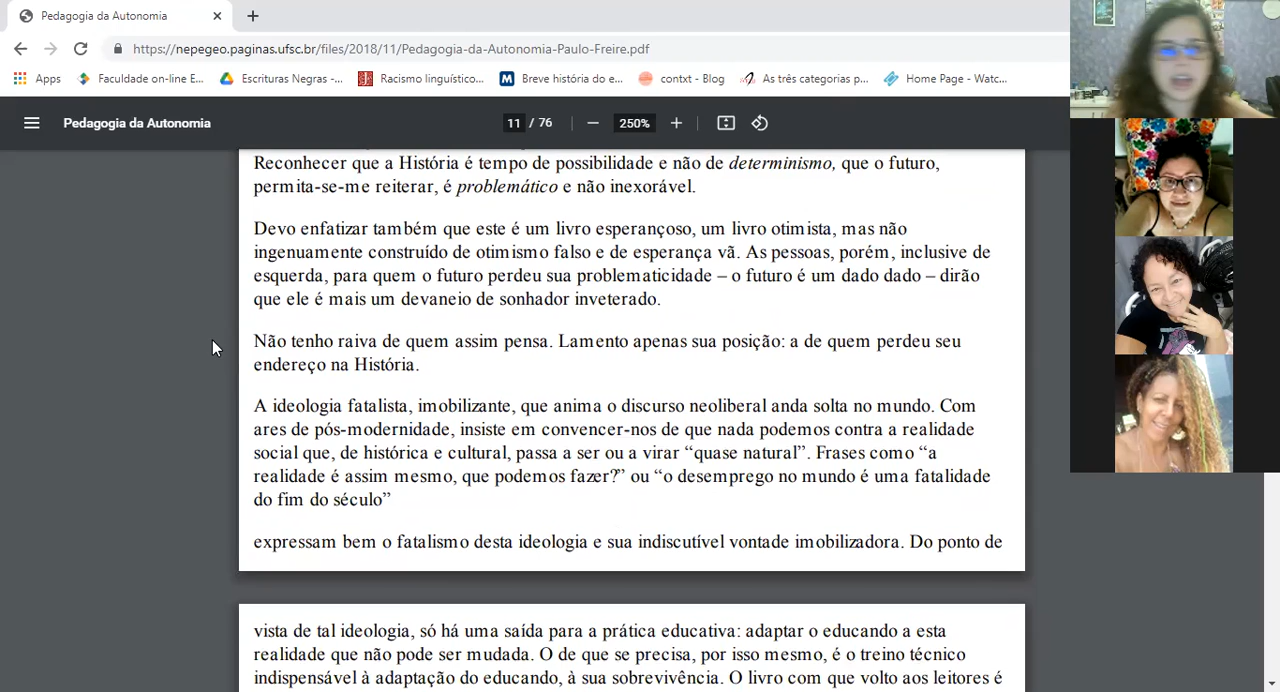 Pedagogia da Autonomia
https://nepegeo.paginas.ufsc.br/files/2018/11/Pedagogia-da-Autonomia-Paulo-Freire.pdf
Apps Faculdade on-line E... Escrituras Negras -... Racismo linguístico... Breve história do e... contxt - Blog As três categorias p... Home Page - Watc...
Pedagogia da Autonomia 11 / 76 250%
Reconhecer que a História é tempo de possibilidade e não de determinismo, que o futuro,
permita-se-me reiterar, é problemático e não inexorável.
Devo enfatizar também que este é um livro esperançoso, um livro otimista, mas não
ingenuamente construído de otimismo falso e de esperança vã. As pessoas, porém, inclusive de
esquerda, para quem o futuro perdeu sua problematicidade – o futuro é um dado dado – dirão
que ele é mais um devaneio de sonhador inveterado.
Não tenho raiva de quem assim pensa. Lamento apenas sua posição: a de quem perdeu seu
endereço na História.
A ideologia fatalista, imobilizante, que anima o discurso neoliberal anda solta no mundo. Com
ares de pós-modernidade, insiste em convencer-nos de que nada podemos contra a realidade
social que, de histórica e cultural, passa a ser ou a virar “quase natural”. Frases como “a
realidade é assim mesmo, que podemos fazer?” ou “o desemprego no mundo é uma fatalidade
do fim do século”
expressam bem o fatalismo desta ideologia e sua indiscutível vontade imobilizadora. Do ponto de
vista de tal ideologia, só há uma saída para a prática educativa: adaptar o educando a esta
realidade que não pode ser mudada. O de que se precisa, por isso mesmo, é o treino técnico
indispensável à adaptação do educando, à sua sobrevivência. O livro com que volto aos leitores é